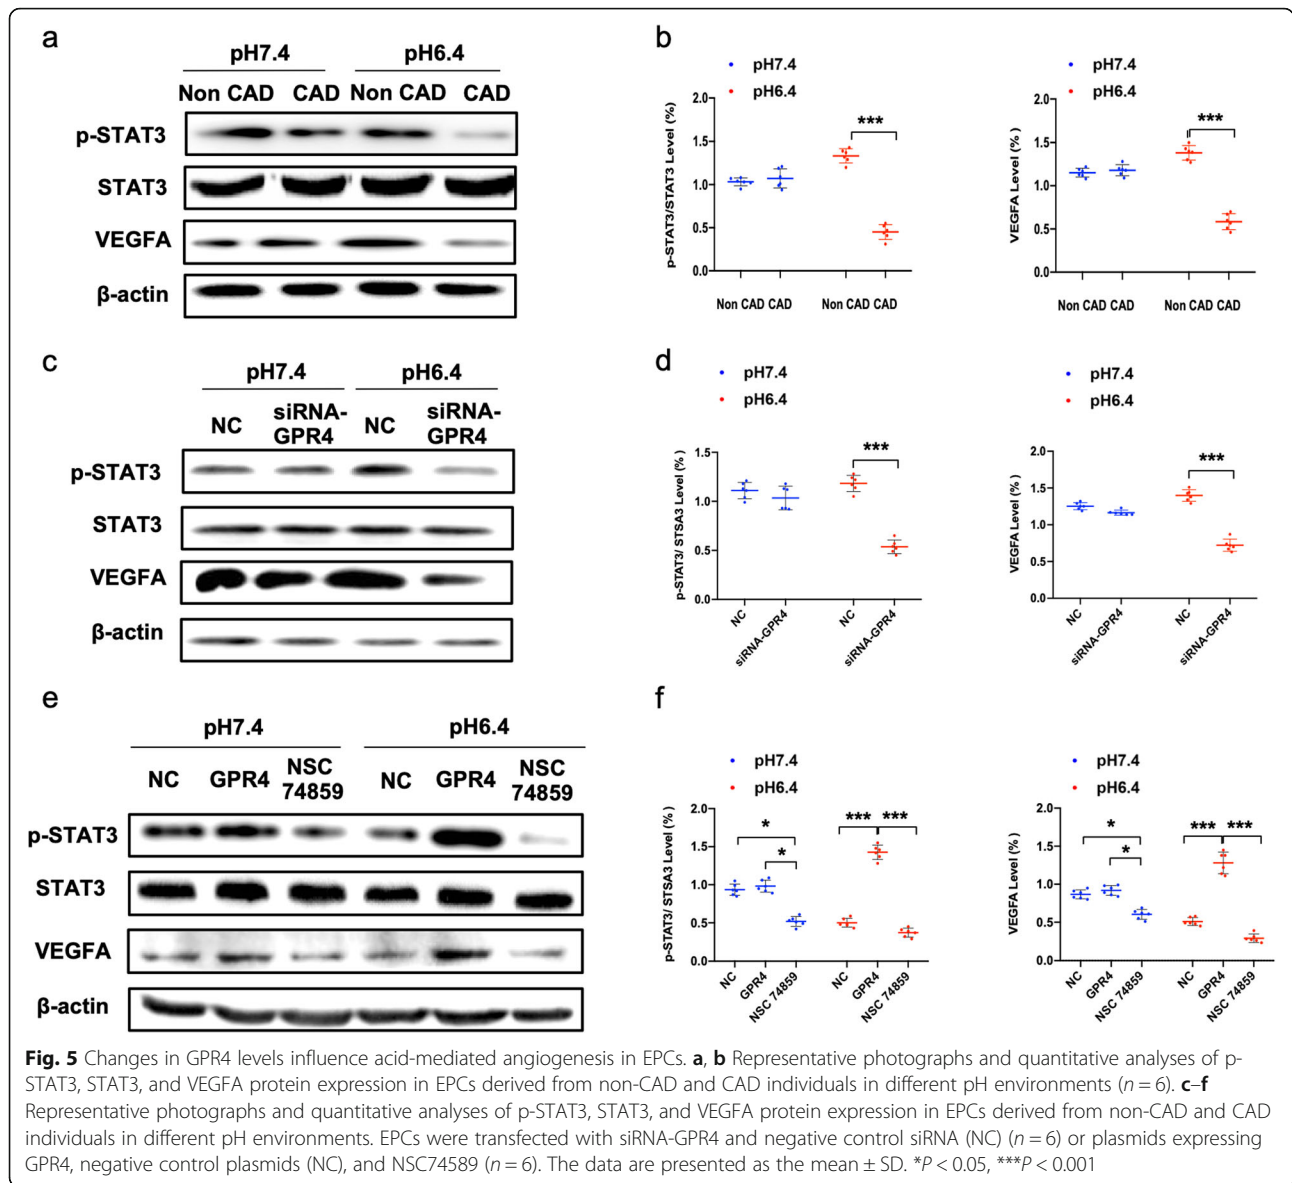 a
pH7.4 pH6.4
Non CAD CAD Non CAD CAD
p-STAT3
STAT3
VEGFA
β-actin
b
pH7.4
pH6.4
p-STAT3/STAT3 Level (%)
2.0
1.5
1.0
0.5
0.0
***
Non CAD CAD Non CAD CAD
pH7.4
pH6.4
VEGFA Level (% )
2.0
1.5
1.0
0.5
0.0
***
Non CAD CAD Non CAD CAD
c
pH7.4 pH6.4
NC siRNA-GPR4 NC siRNA-GPR4
p-STAT3
STAT3
VEGFA
β-actin
d
pH7.4
pH6.4
p-STAT3/ STSA3 Level (% )
1.5
1.0
0.5
0.0
***
NC siRNA-GPR4 NC siRNA-GPR4
pH7.4
pH6.4
VEGFA Level (% )
2.0
1.5
1.0
0.5
0.0
***
NC siRNA-GPR4 NC siRNA-GPR4
e
pH7.4 pH6.4
NC GPR4 NSC 74859 NC GPR4 NSC 74859
p-STAT3
STAT3
VEGFA
β-actin
f
pH7.4
pH6.4
p-STAT3/ STSA3 Level (% )
2.0
1.5
1.0
0.5
0.0
* * *** ***
NC GPR4 NSC 74859 NC GPR4 NSC 74859
pH7.4
pH6.4
VEGFA Level (% )
2.0
1.5
1.0
0.5
0.0
* * *** ***
NC GPR4 NSC 74859 NC GPR4 NSC 74859
Fig. 5 Changes in GPR4 levels influence acid-mediated angiogenesis in EPCs. a, b Representative photographs and quantitative analyses of p-
STAT3, STAT3, and VEGFA protein expression in EPCs derived from non-CAD and CAD individuals in different pH environments (n = 6). c–f
Representative photographs and quantitative analyses of p-STAT3, STAT3, and VEGFA protein expression in EPCs derived from non-CAD and CAD
individuals in different pH environments. EPCs were transfected with siRNA-GPR4 and negative control siRNA (NC) (n = 6) or plasmids expressing
GPR4, negative control plasmids (NC), and NSC74589 (n = 6). The data are presented as the mean ± SD. *P < 0.05, ***P < 0.001